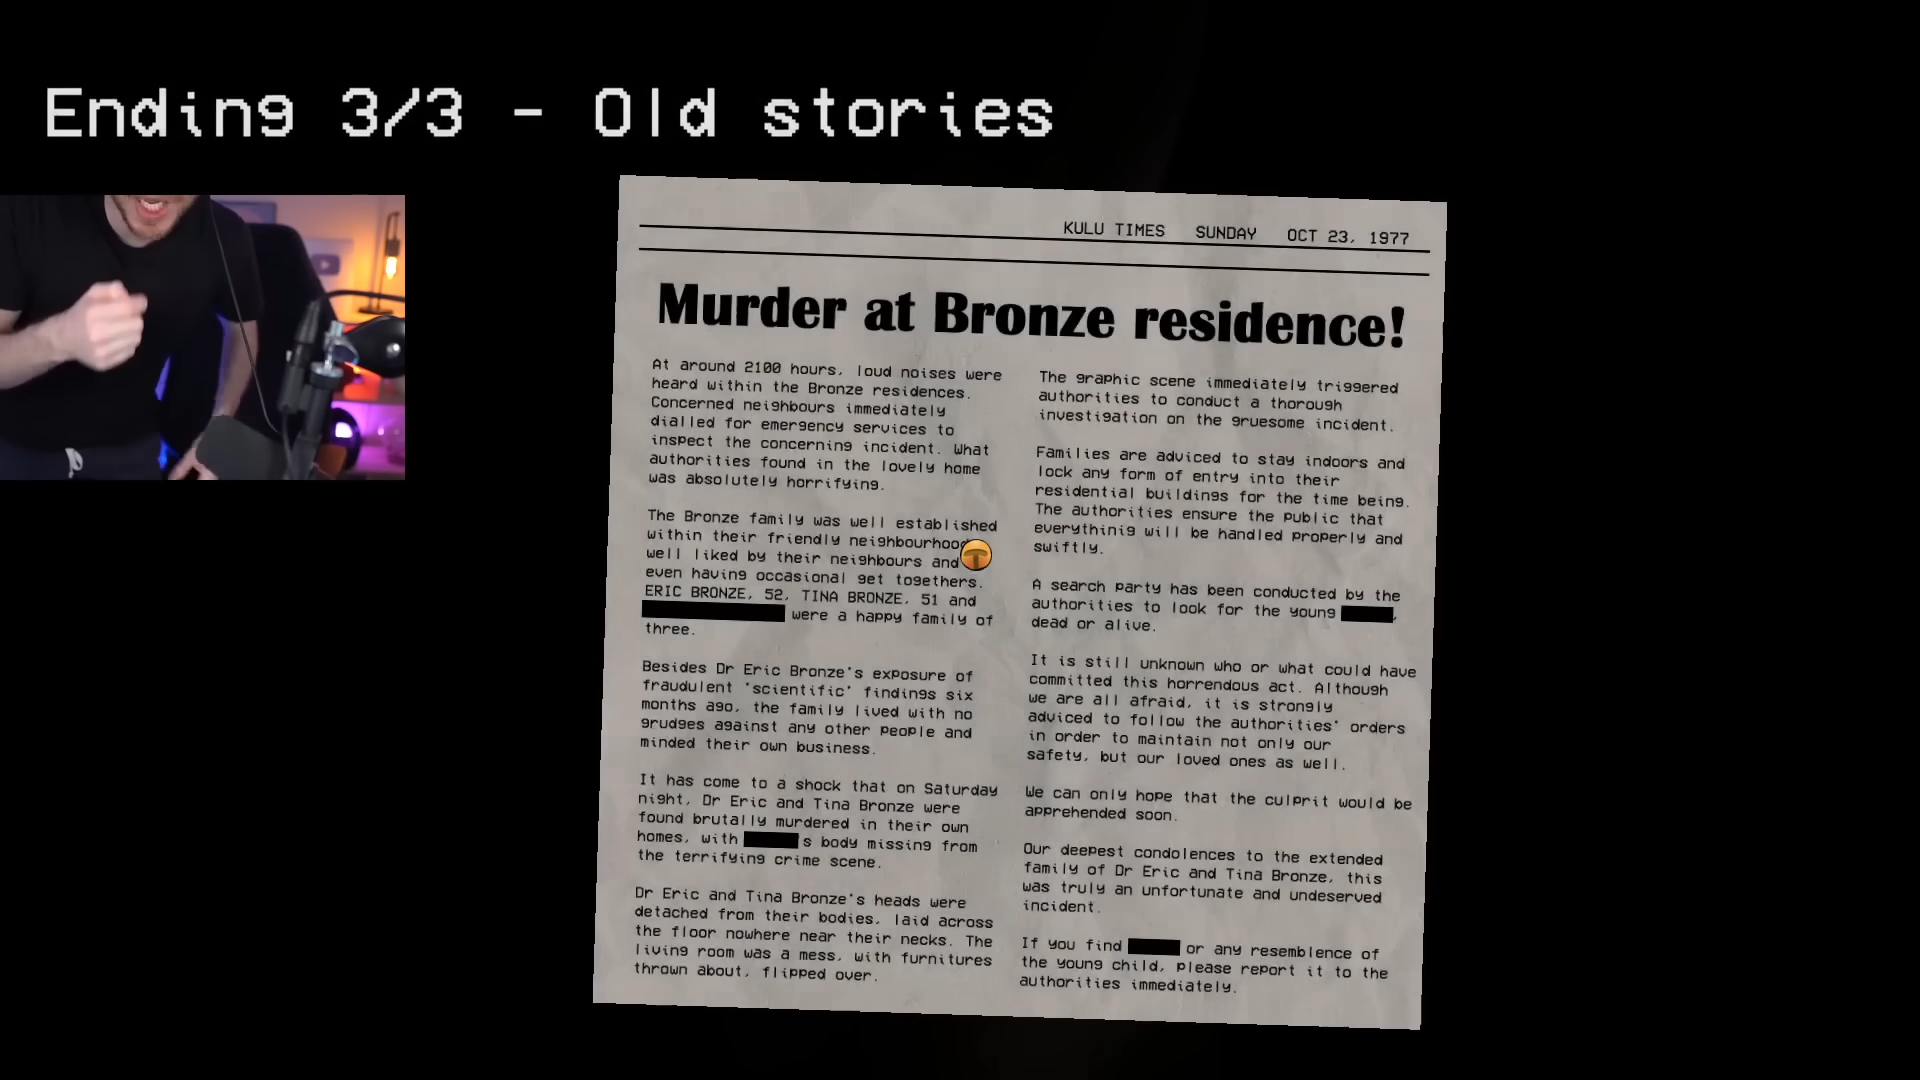 Ending 3/3 - Old stories
KULU TIMES SUNDAY OCT 23, 1977
Murder at Bronze residence!
At around 2100 hours, loud noises were
heard within the Bronze residences.
Concerned neighbours immediately
dialled for emergency services to
inspect the concerning incident. What
authorities found in the lovely home
was absolutely horrifying.
The Bronze family was well established
within their friendly neighbourhood
well liked by their neighbours and
even having occasional get togethers.
ERIC BRONZE, 52, TINA BRONZE, 51 and
were a happy family of
three.
Besides Dr Eric Bronze's exposure of
fraudulent 'scientific' findings six
months ago, the family lived with no
grudges against any other people and
minded their own business.
It has come to a shock that on Saturday
night, Dr Eric and Tina Bronze were
found brutally murdered in their own
homes, with s body missing from
the terrifying crime scene.
Dr Eric and Tina Bronze's heads were
detached from their bodies, laid across
the floor nowhere near their necks. The
living room was a mess, with furnitures
thrown about, flipped over.
The graphic scene immediately triggered
authorities to conduct a thorough
investigation on the gruesome incident.
Families are adviced to stay indoors and
lock any form of entry into their
residential buildings for the time being.
The authorities ensure the public that
everythinig will be handled properly and
swiftly.
A search party has been conducted by the
authorities to look for the young ,
dead or alive.
It is still unknown who or what could have
committed this horrendous act. Although
we are all afraid, it is strongly
adviced to follow the authorities' orders
in order to maintain not only our
safety, but our loved ones as well.
We can only hope that the culprit would be
apprehended soon.
Our deepest condolences to the extended
family of Dr Eric and Tina Bronze, this
was truly an unfortunate and undeserved
incident.
If you find or any resemblence of
the young child, please report it to the
authorities immediately.